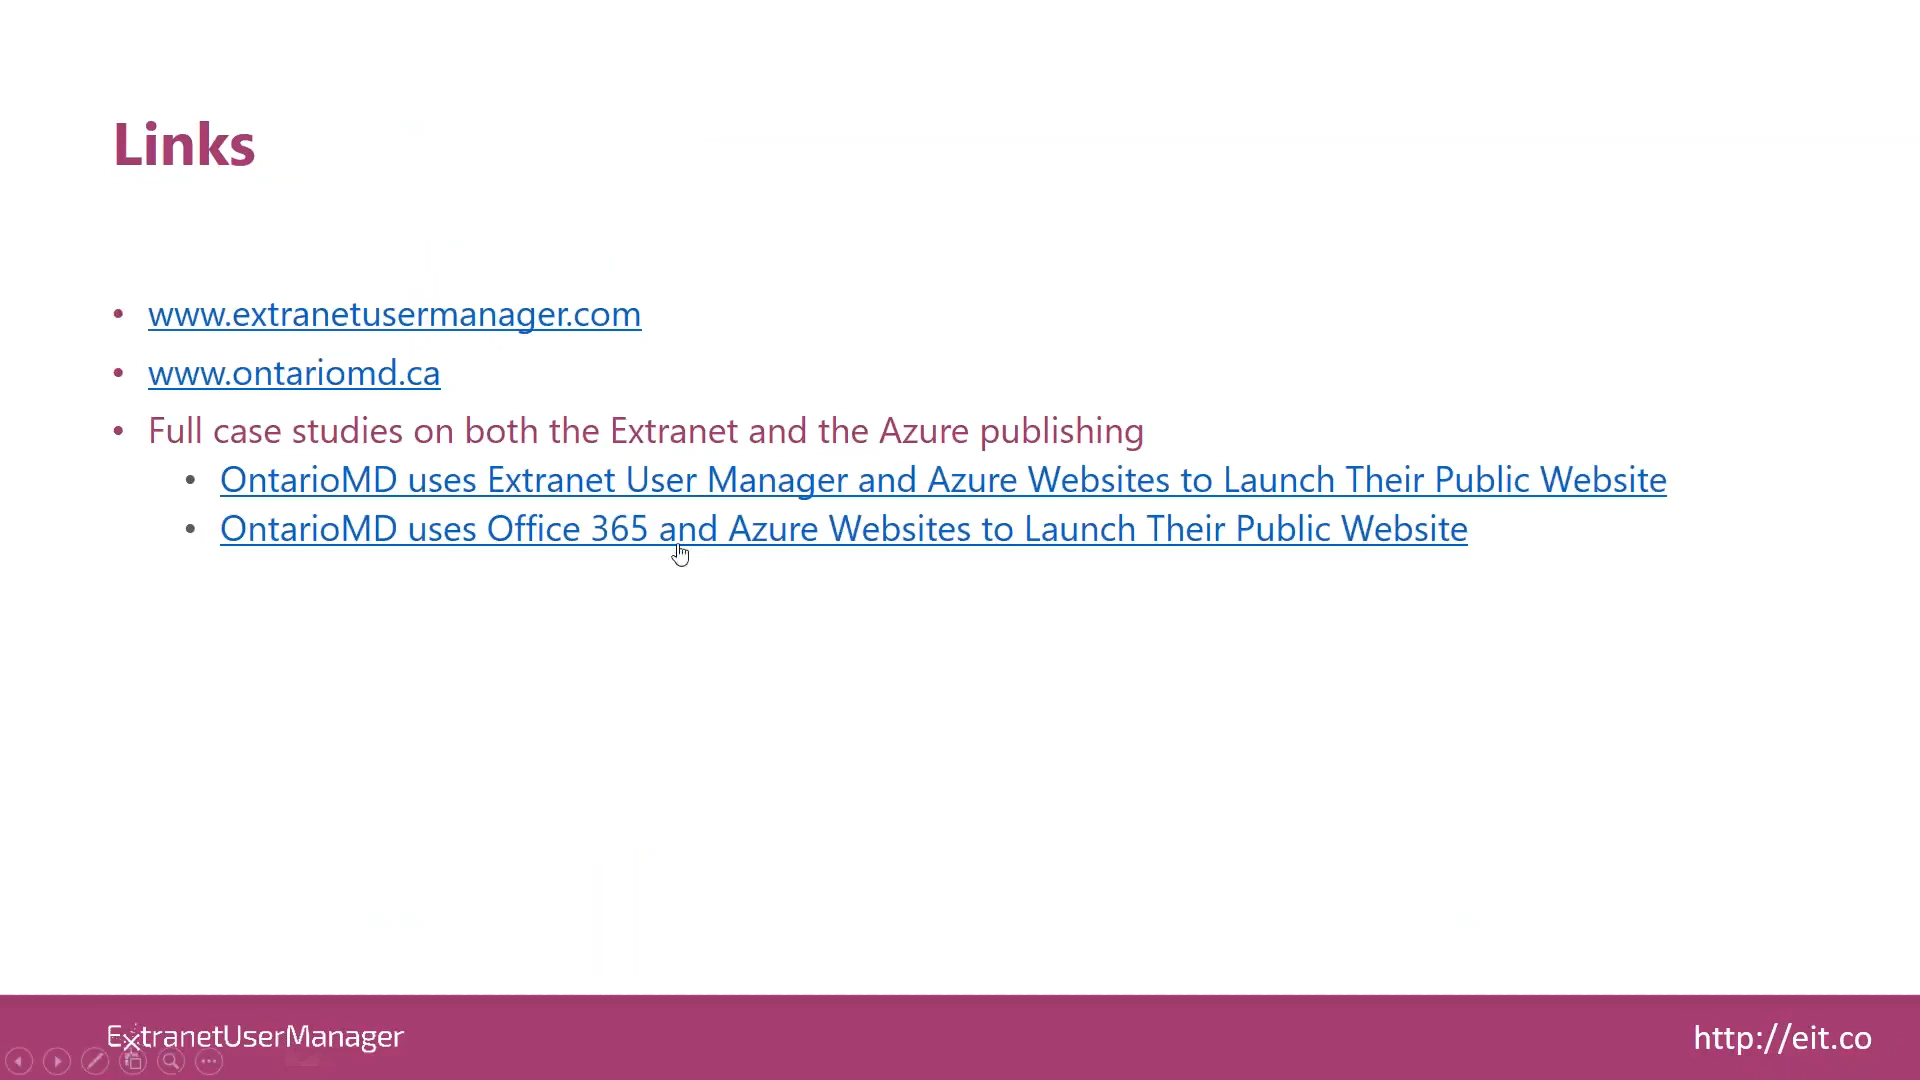 Links
• www.extranetusermanager.com
• www.ontariomd.ca
• Full case studies on both the Extranet and the Azure publishing
• OntarioMD uses Extranet User Manager and Azure Websites to Launch Their Public Website
• OntarioMD uses Office 365 and Azure Websites to Launch Their Public Website
ExtranetUserManager
http://eit.co